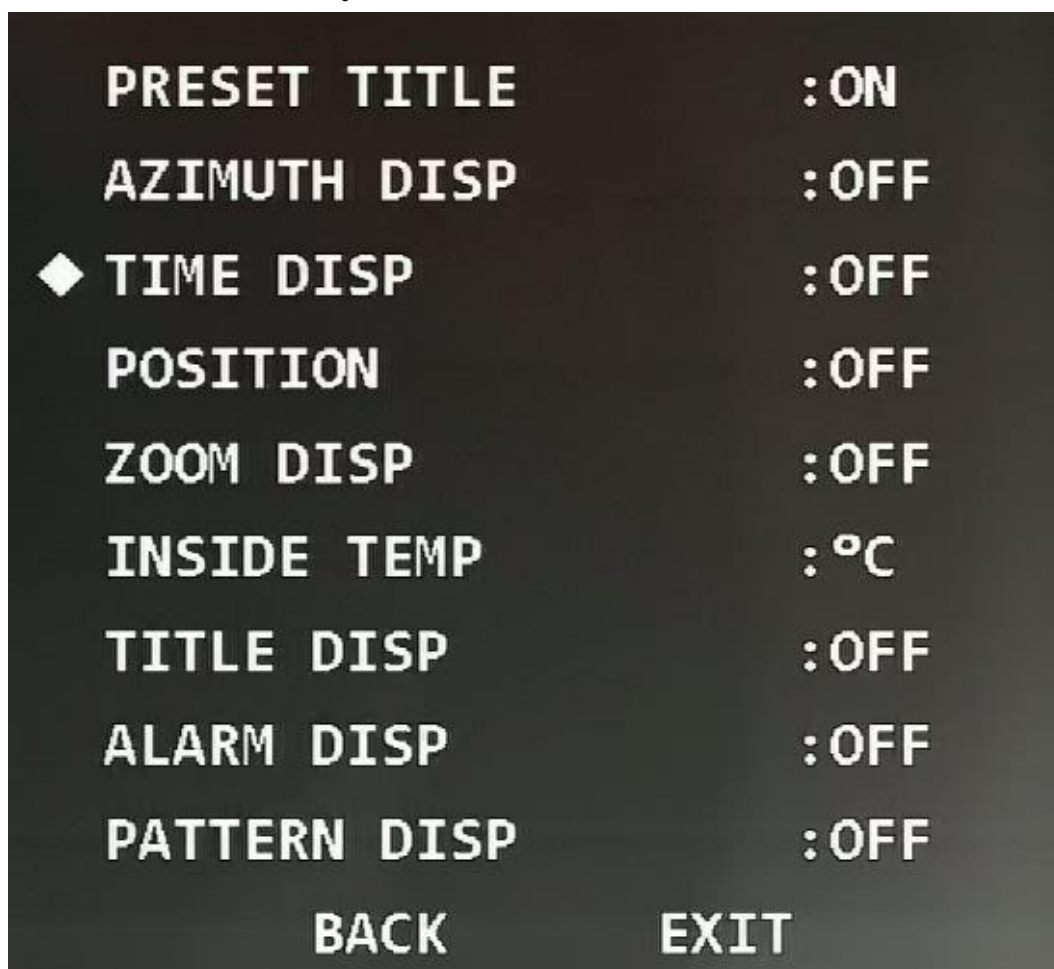 PRESET TITLE :ON
AZIMUTH DISP :OFF
TIME DISP :OFF
POSITION :OFF
ZOOM DISP :OFF
INSIDE TEMP :°C
TITLE DISP :OFF
ALARM DISP :OFF
PATTERN DISP :OFF
BACK EXIT